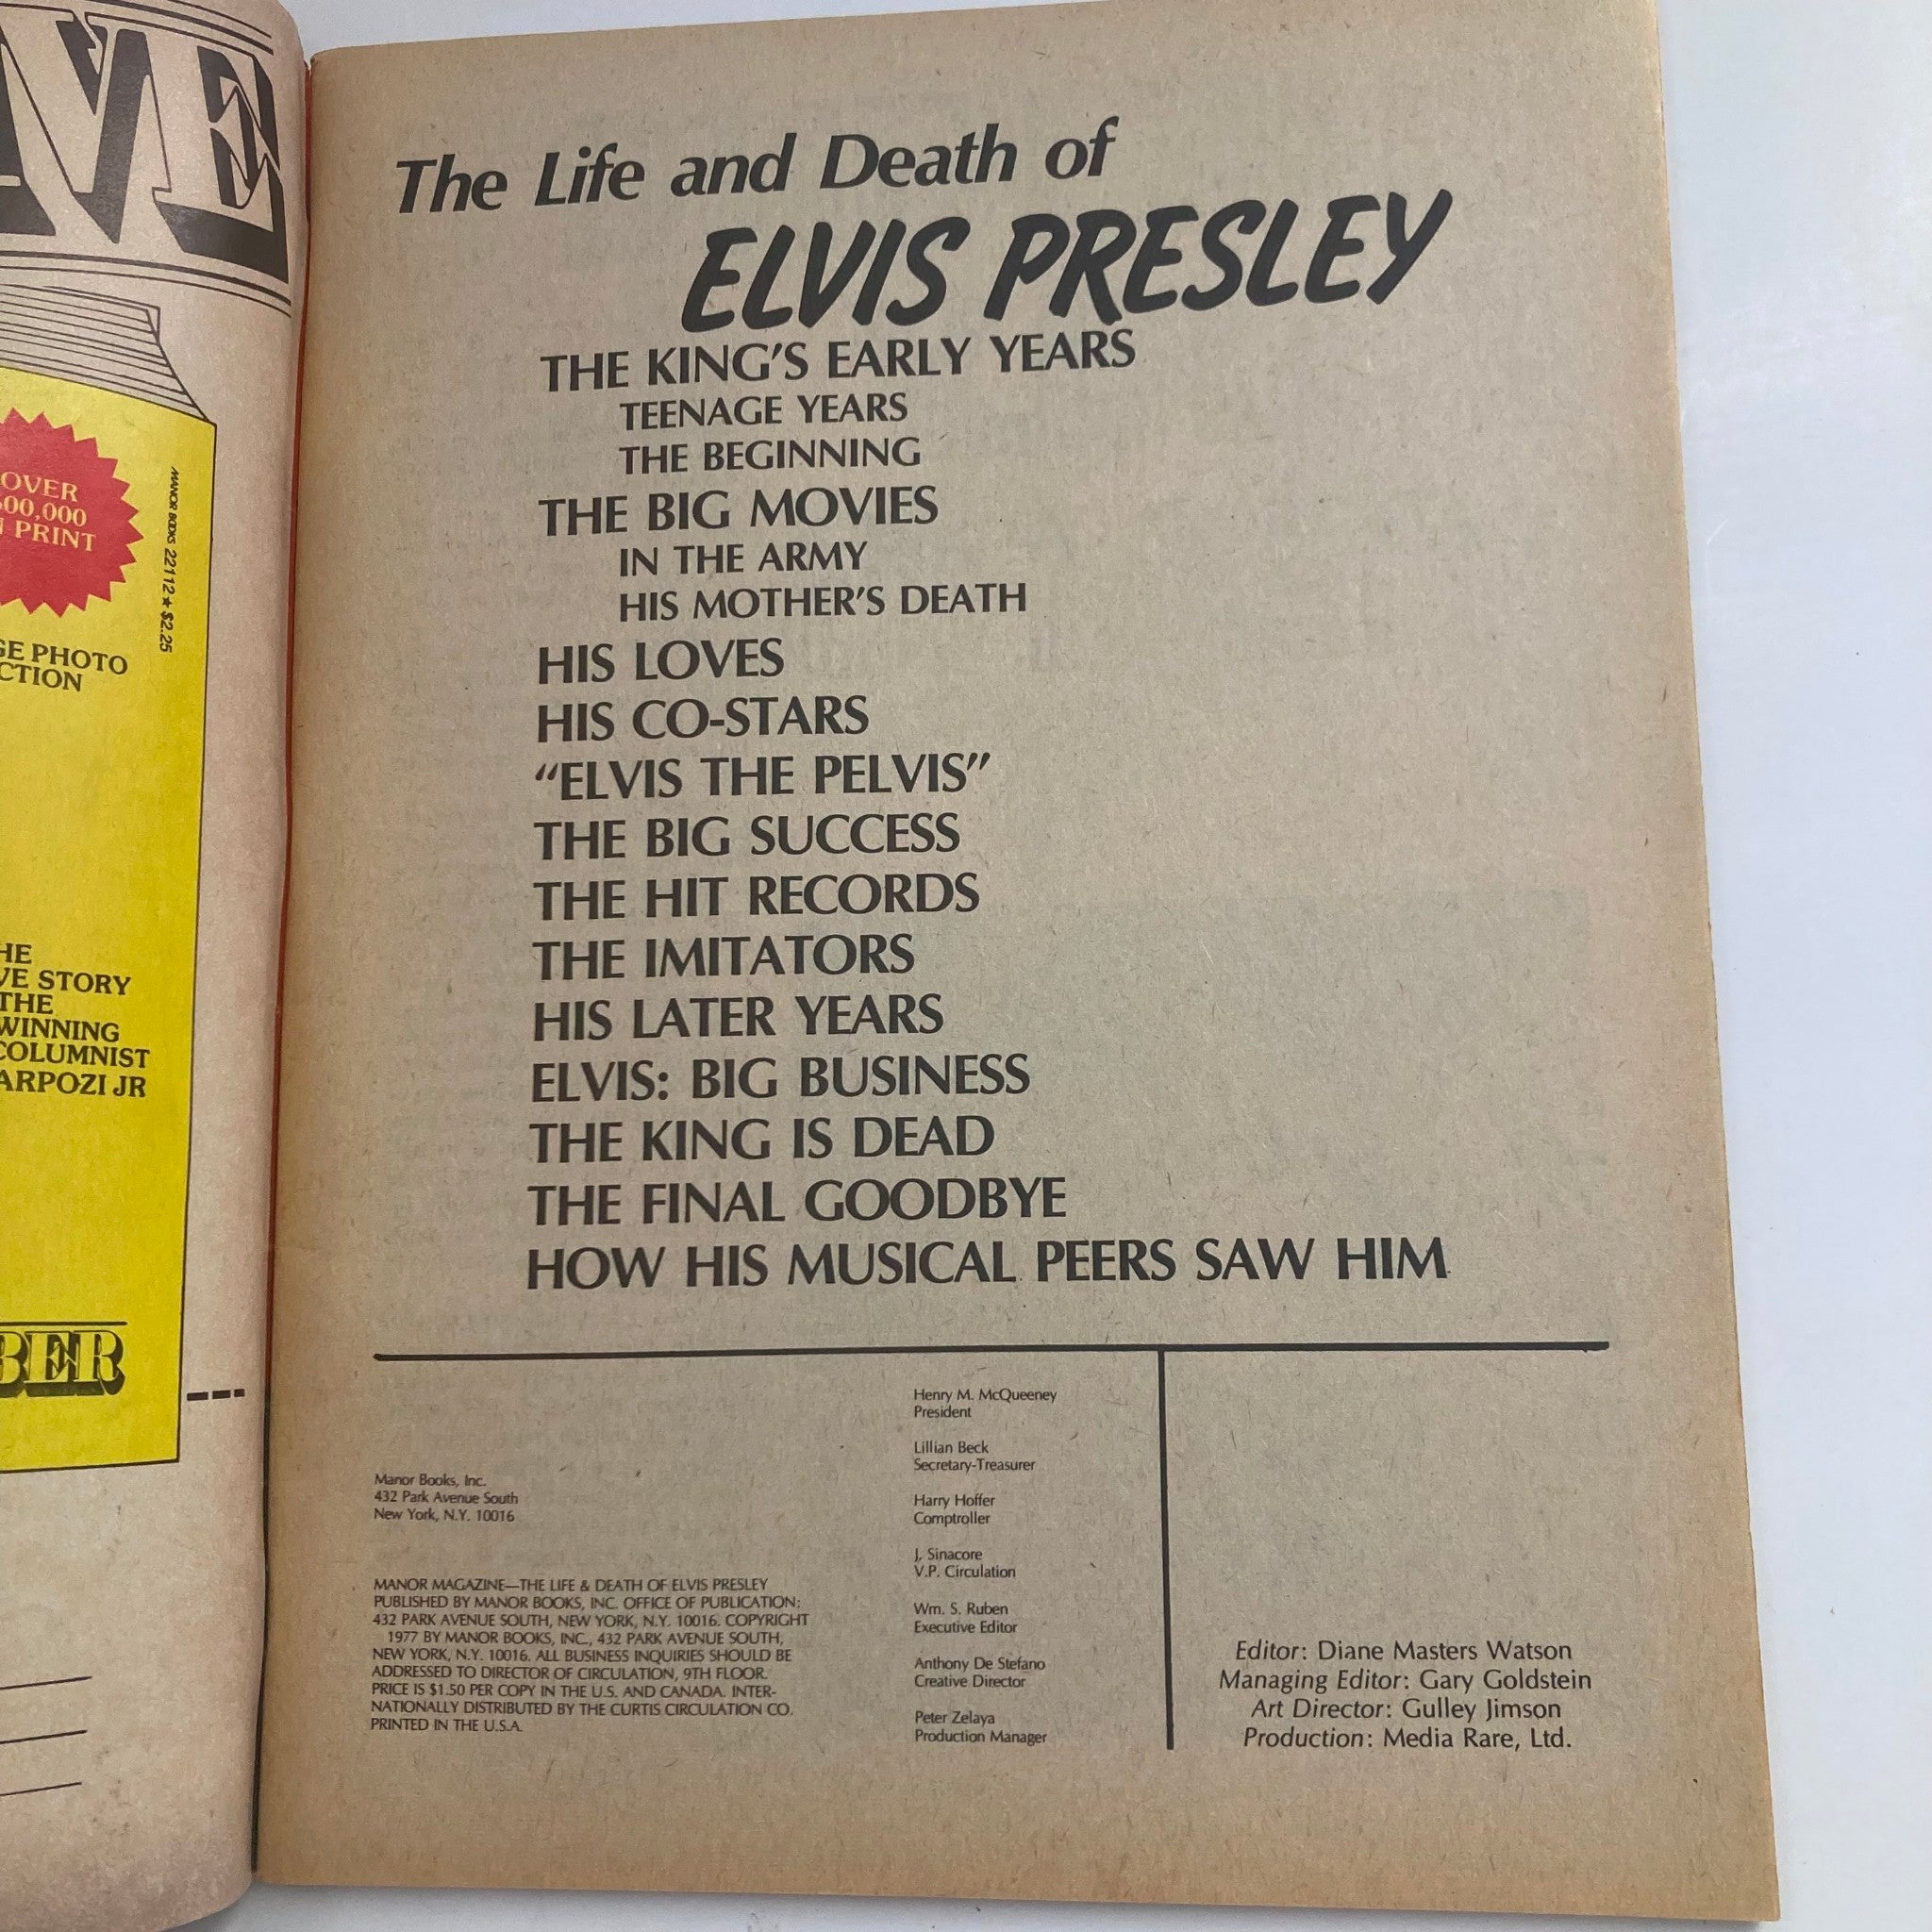 VE
OVER
00,000
PRINT
MANOR BOOKS 22112 ★ $2.25
PHOTO
VE STORY
THE
WINNING
COLUMNIST
ARPOZI JR
The Life and Death of
ELVIS PRESLEY
THE KING'S EARLY YEARS
TEENAGE YEARS
THE BEGINNING
THE BIG MOVIES
IN THE ARMY
HIS MOTHER'S DEATH
HIS LOVES
HIS CO-STARS
"ELVIS THE PELVIS"
THE BIG SUCCESS
THE HIT RECORDS
THE IMITATORS
HIS LATER YEARS
ELVIS: BIG BUSINESS
THE KING IS DEAD
THE FINAL GOODBYE
HOW HIS MUSICAL PEERS SAW HIM
Manor Books, Inc.
432 Park Avenue South
New York, N.Y. 10016
MANOR MAGAZINE—THE LIFE & DEATH OF ELVIS PRESLEY
PUBLISHED BY MANOR BOOKS, INC. OFFICE OF PUBLICATION:
432 PARK AVENUE SOUTH, NEW YORK, N.Y. 10016. COPYRIGHT
1977 BY MANOR BOOKS, INC., 432 PARK AVENUE SOUTH,
NEW YORK, N.Y. 10016. ALL BUSINESS INQUIRIES SHOULD BE
ADDRESSED TO DIRECTOR OF CIRCULATION, 9TH FLOOR.
PRICE IS $1.50 PER COPY IN THE U.S. AND CANADA. INTER-
NATIONALLY DISTRIBUTED BY THE CURTIS CIRCULATION CO.
PRINTED IN THE U.S.A.
Henry M. McQueeney
President
Lillian Beck
Secretary-Treasurer
Harry Hoffer
Comptroller
J. Sinacore
V.P. Circulation
Wm. S. Ruben
Executive Editor
Anthony De Stefano
Creative Director
Peter Zelaya
Production Manager
Editor: Diane Masters Watson
Managing Editor: Gary Goldstein
Art Director: Gulley Jimson
Production: Media Rare, Ltd.